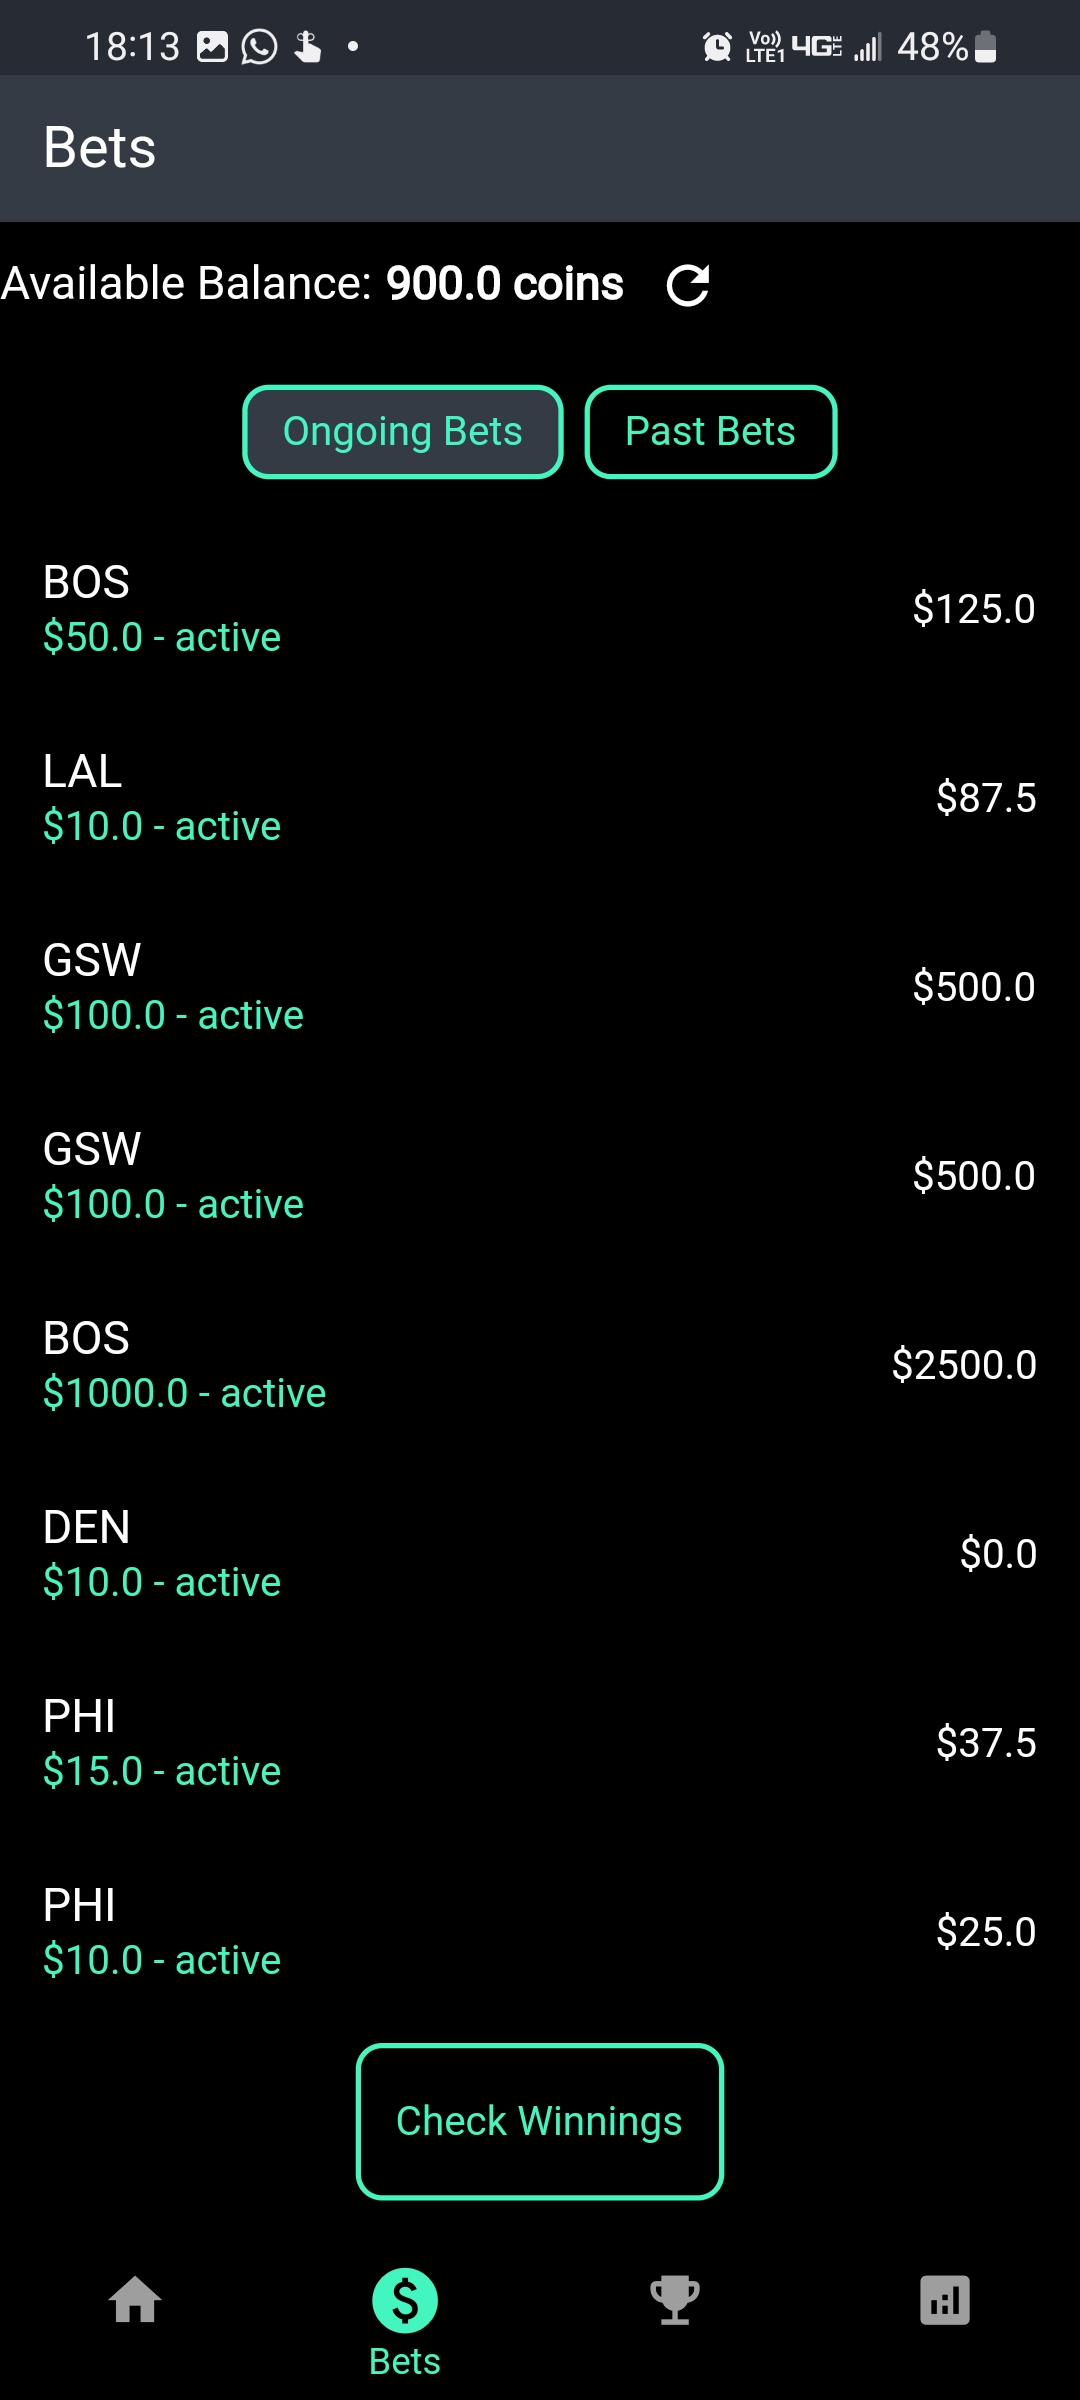 18:13
Vo)) LTE1 4G LTE 48%
Bets
Available Balance: 900.0 coins
Ongoing Bets Past Bets
BOS
$50.0 - active
$125.0
LAL
$10.0 - active
$87.5
GSW
$100.0 - active
$500.0
GSW
$100.0 - active
$500.0
BOS
$1000.0 - active
$2500.0
DEN
$10.0 - active
$0.0
PHI
$15.0 - active
$37.5
PHI
$10.0 - active
$25.0
Check Winnings
Bets